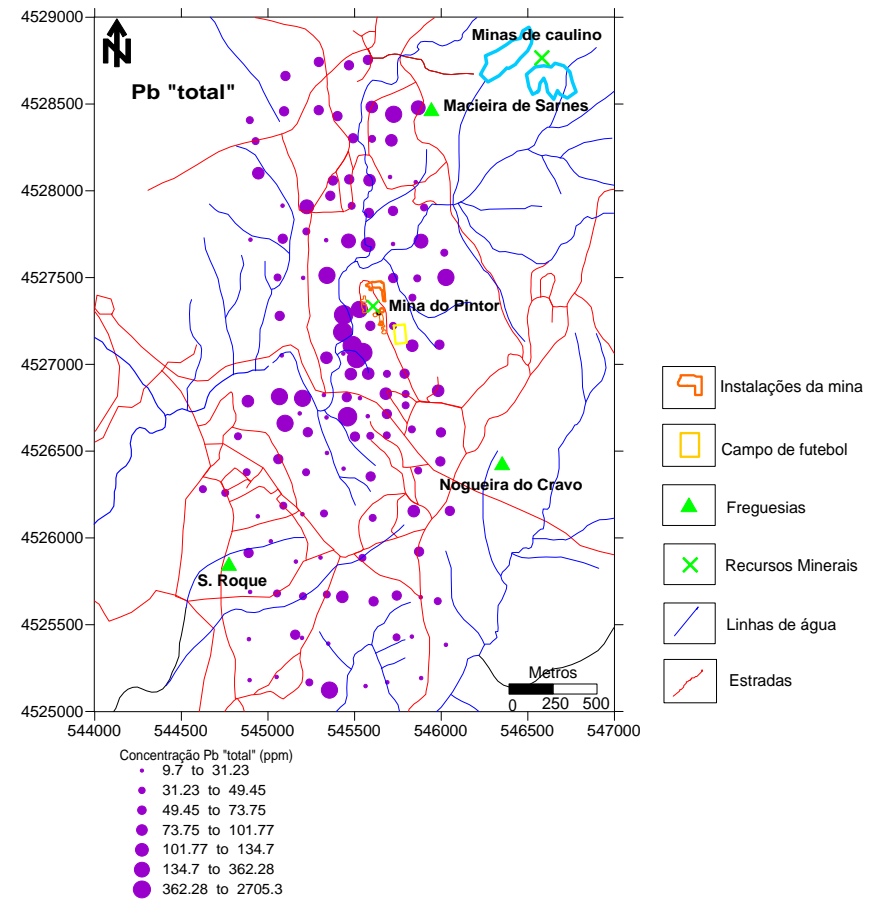 4529000
4528500
4528000
4527500
4527000
4526500
4526000
4525500
4525000
N
Pb "total"
Minas de caulino
Macieira de Sarnes
Mina do Pintor
Nogueira do Cravo
S. Roque
Metros
0 250 500
544000 544500 545000 545500 546000 546500 547000
Instalações da mina
Campo de futebol
Freguesias
Recursos Minerais
Linhas de água
Estradas
Concentração Pb "total" (ppm)
9.7 to 31.23
31.23 to 49.45
49.45 to 73.75
73.75 to 101.77
101.77 to 134.7
134.7 to 362.28
362.28 to 2705.3